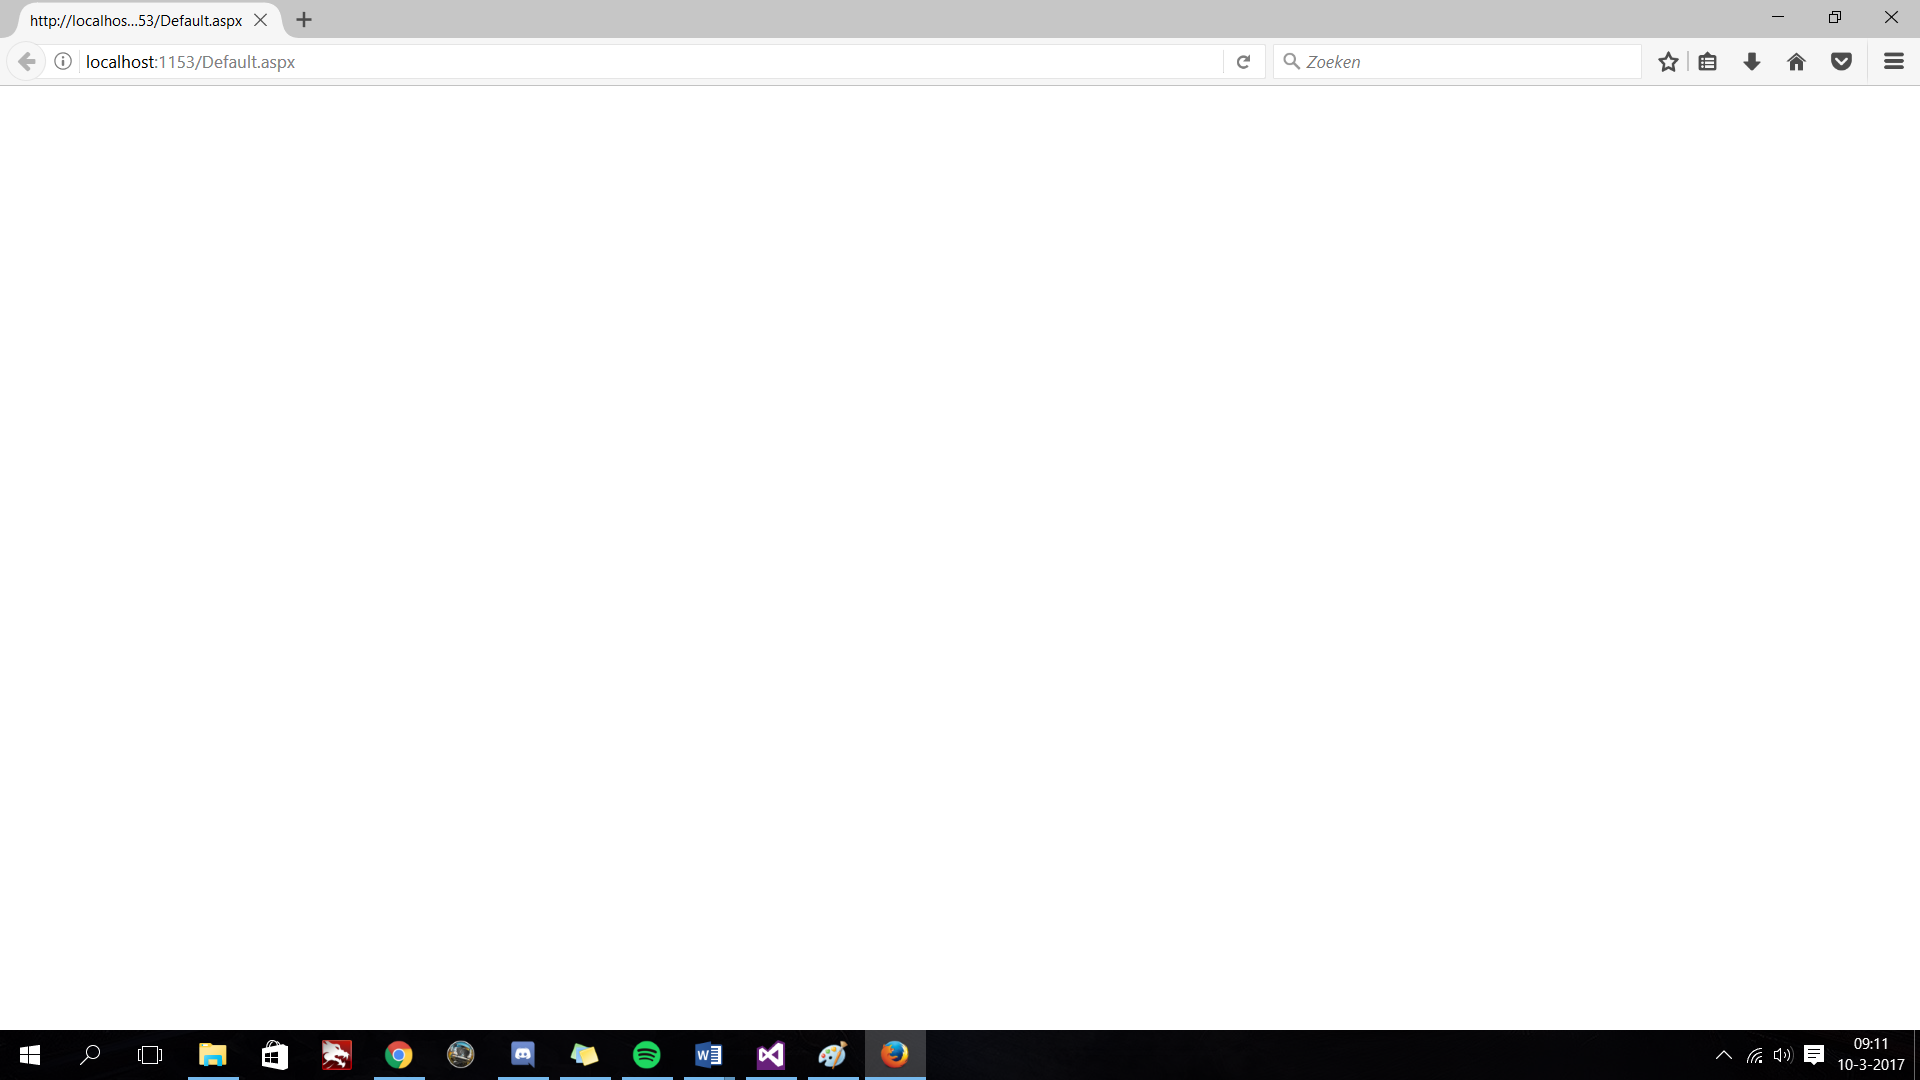 http://localhos...53/Default.aspx
localhost:1153/Default.aspx
Zoeken
09:11
10-3-2017